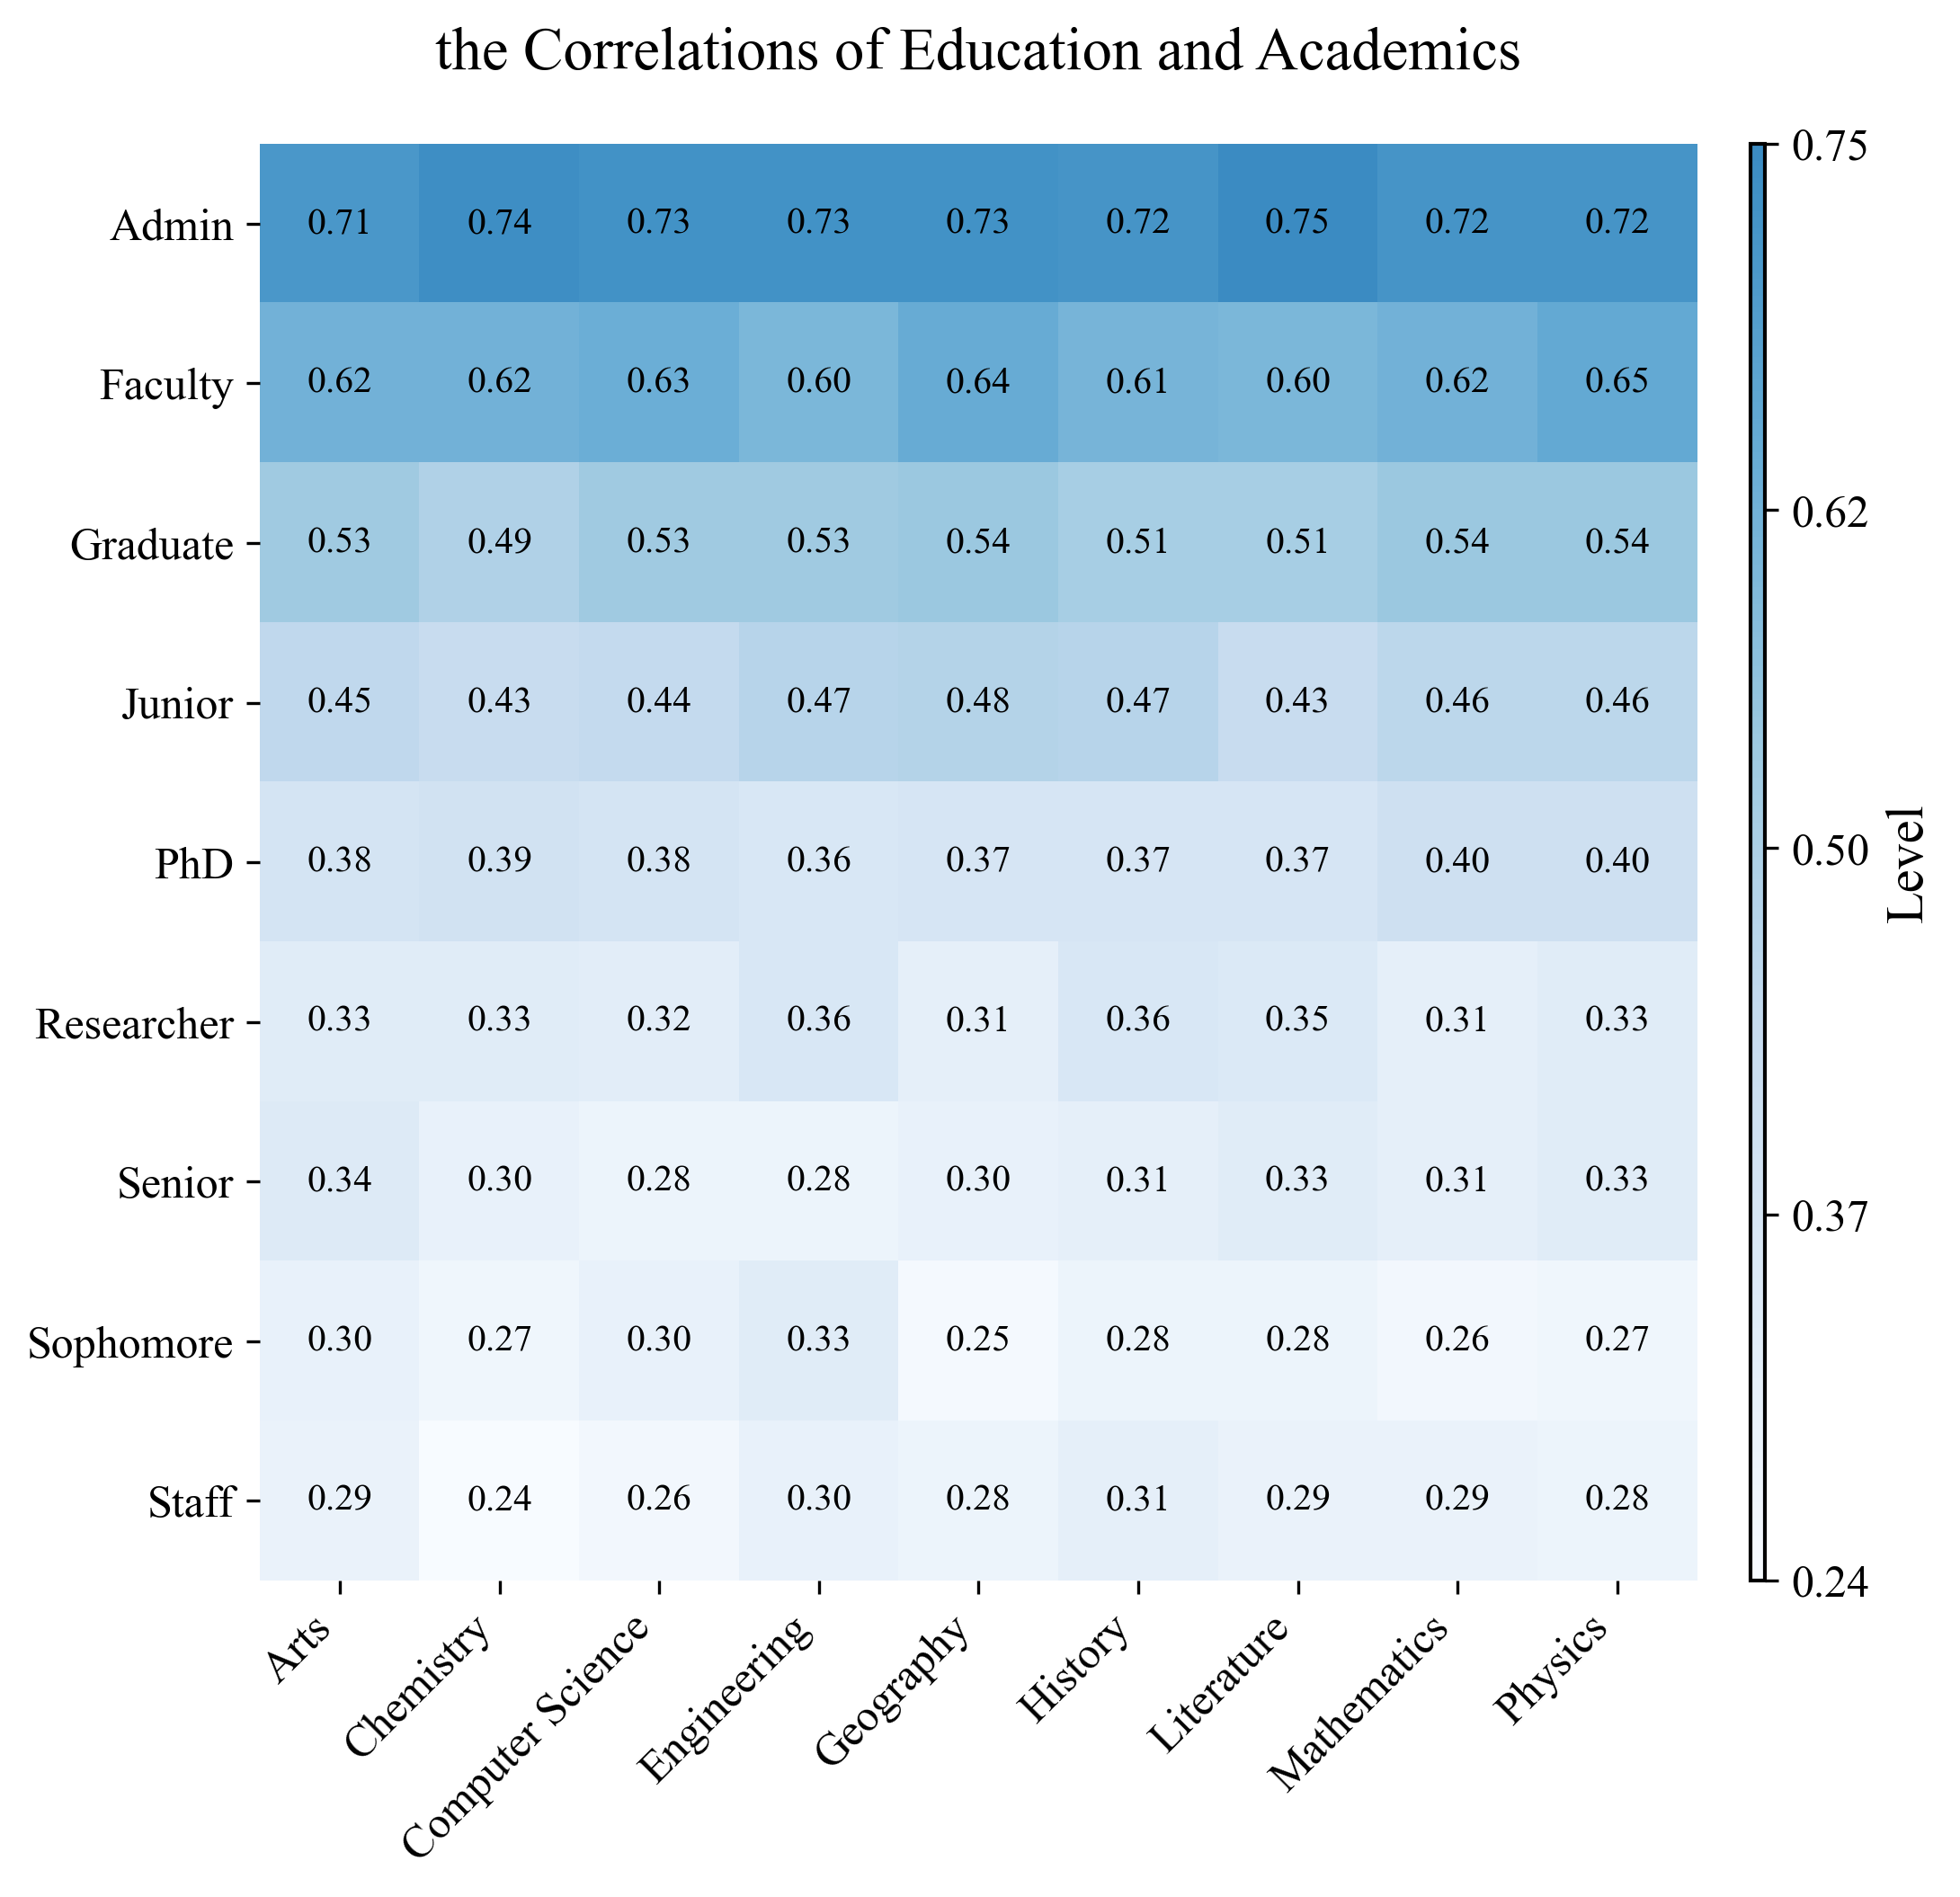 the Correlations of Education and Academics
Admin 0.71 0.74 0.73 0.73 0.73 0.72 0.75 0.72 0.72
Faculty 0.62 0.62 0.63 0.60 0.64 0.61 0.60 0.62 0.65
Graduate 0.53 0.49 0.53 0.53 0.54 0.51 0.51 0.54 0.54
Junior 0.45 0.43 0.44 0.47 0.48 0.47 0.43 0.46 0.46
PhD 0.38 0.39 0.38 0.36 0.37 0.37 0.37 0.40 0.40
Researcher 0.33 0.33 0.32 0.36 0.31 0.36 0.35 0.31 0.33
Senior 0.34 0.30 0.28 0.28 0.30 0.31 0.33 0.31 0.33
Sophomore 0.30 0.27 0.30 0.33 0.25 0.28 0.28 0.26 0.27
Staff 0.29 0.24 0.26 0.30 0.28 0.31 0.29 0.29 0.28
Arts
Chemistry
Computer Science
Engineering
Geography
History
Literature
Mathematics
Physics
0.75
0.62
0.50
0.37
0.24
Level